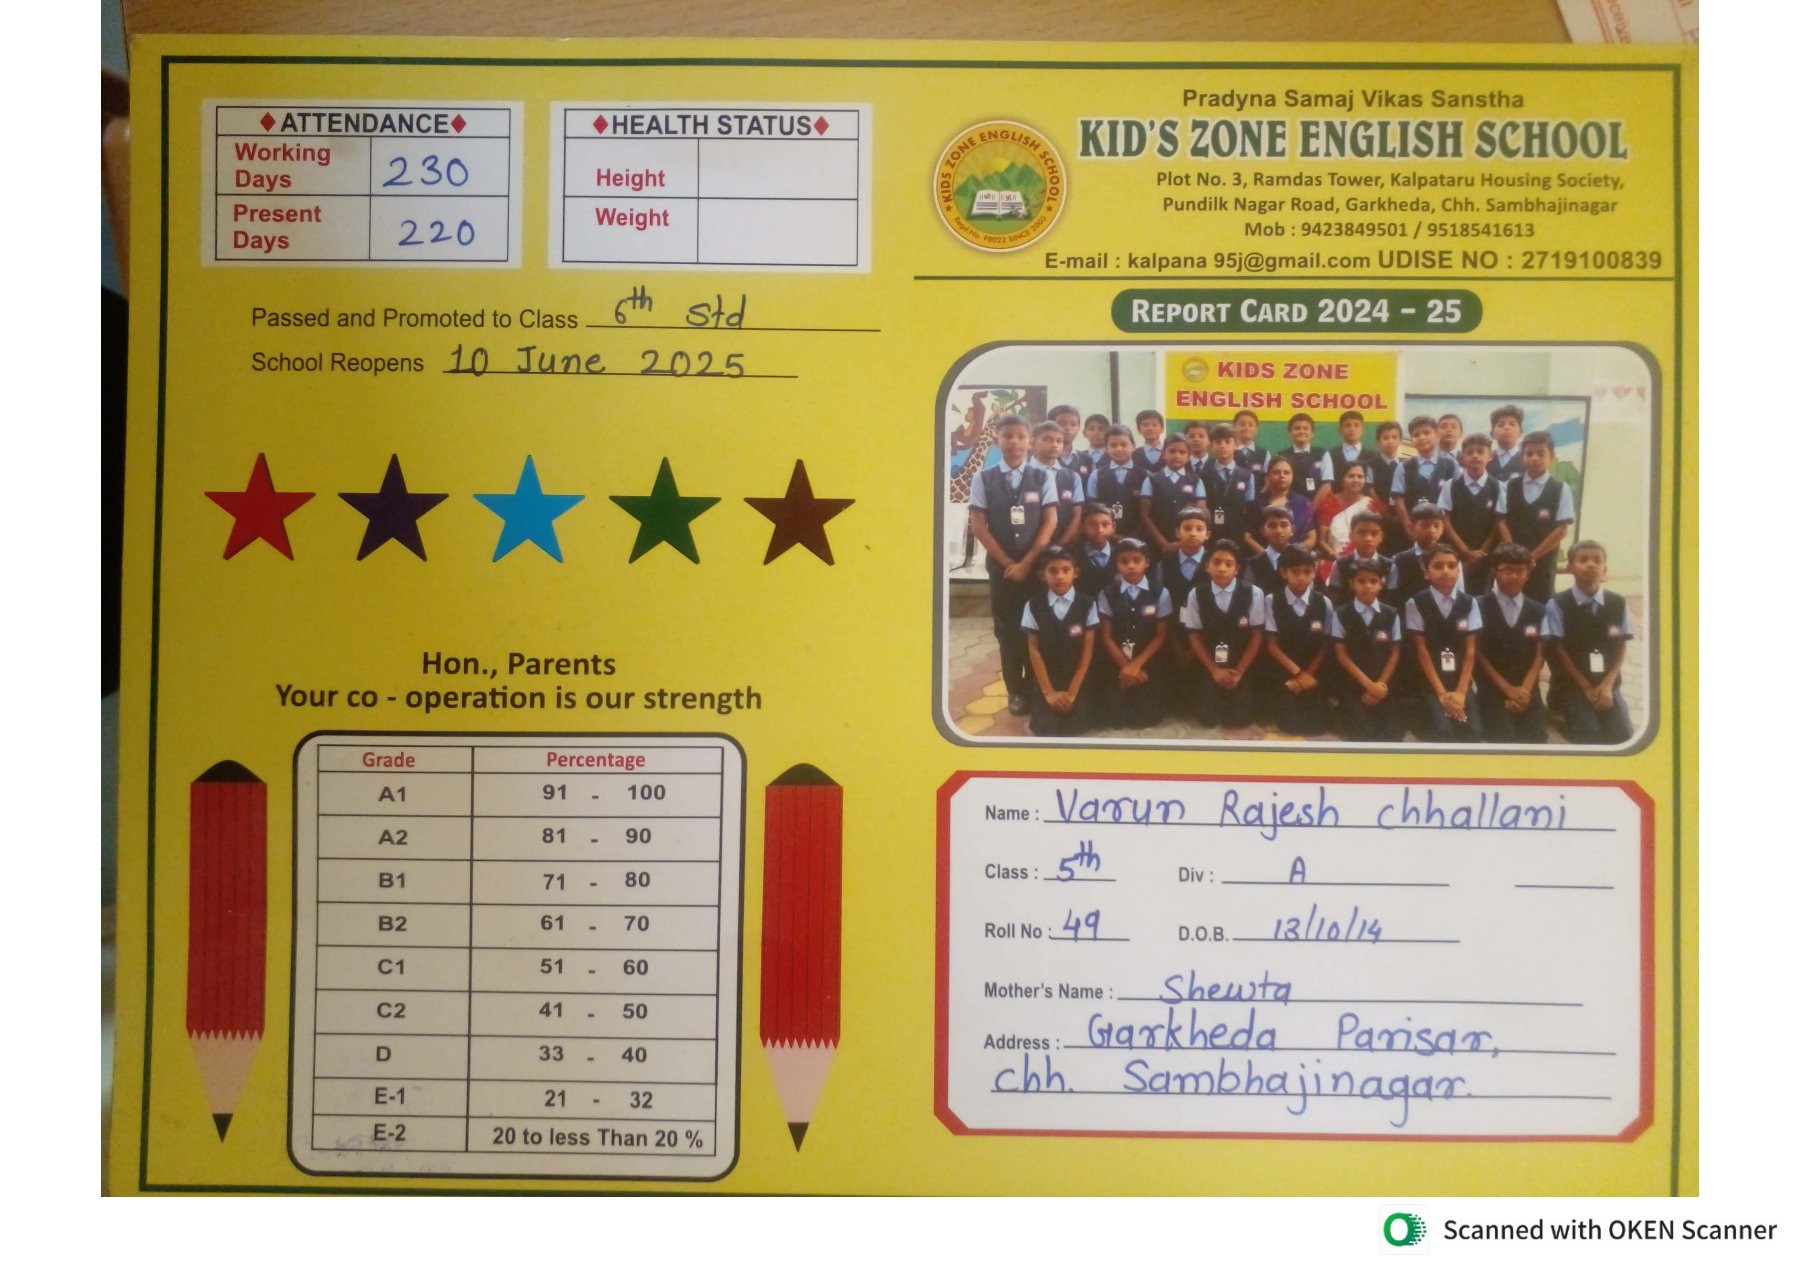 ATTENDANCE
Working Days 230
Present Days 220
HEALTH STATUS
Height
Weight
Passed and Promoted to Class 6th Std
School Reopens 10 June 2025
Hon., Parents
Your co - operation is our strength
Grade Percentage
A1 91 - 100
A2 81 - 90
B1 71 - 80
B2 61 - 70
C1 51 - 60
C2 41 - 50
D 33 - 40
E-1 21 - 32
E-2 20 to less Than 20 %
KIDS ZONE ENGLISH SCHOOL
Pradyna Samaj Vikas Sanstha
KID'S ZONE ENGLISH SCHOOL
Plot No. 3, Ramdas Tower, Kalpataru Housing Society,
Pundilk Nagar Road, Garkheda, Chh. Sambhajinagar
Mob : 9423849501 / 9518541613
E-mail : kalpana 95j@gmail.com UDISE NO : 2719100839
REPORT CARD 2024 - 25
KIDS ZONE
ENGLISH SCHOOL
Name : Varun Rajesh chhallani
Class : 5th Div : A
Roll No : 49 D.O.B. 13/10/14
Mother's Name : Shewta
Address : Garkheda Parisar,
chh. Sambhajinagar.
Scanned with OKEN Scanner